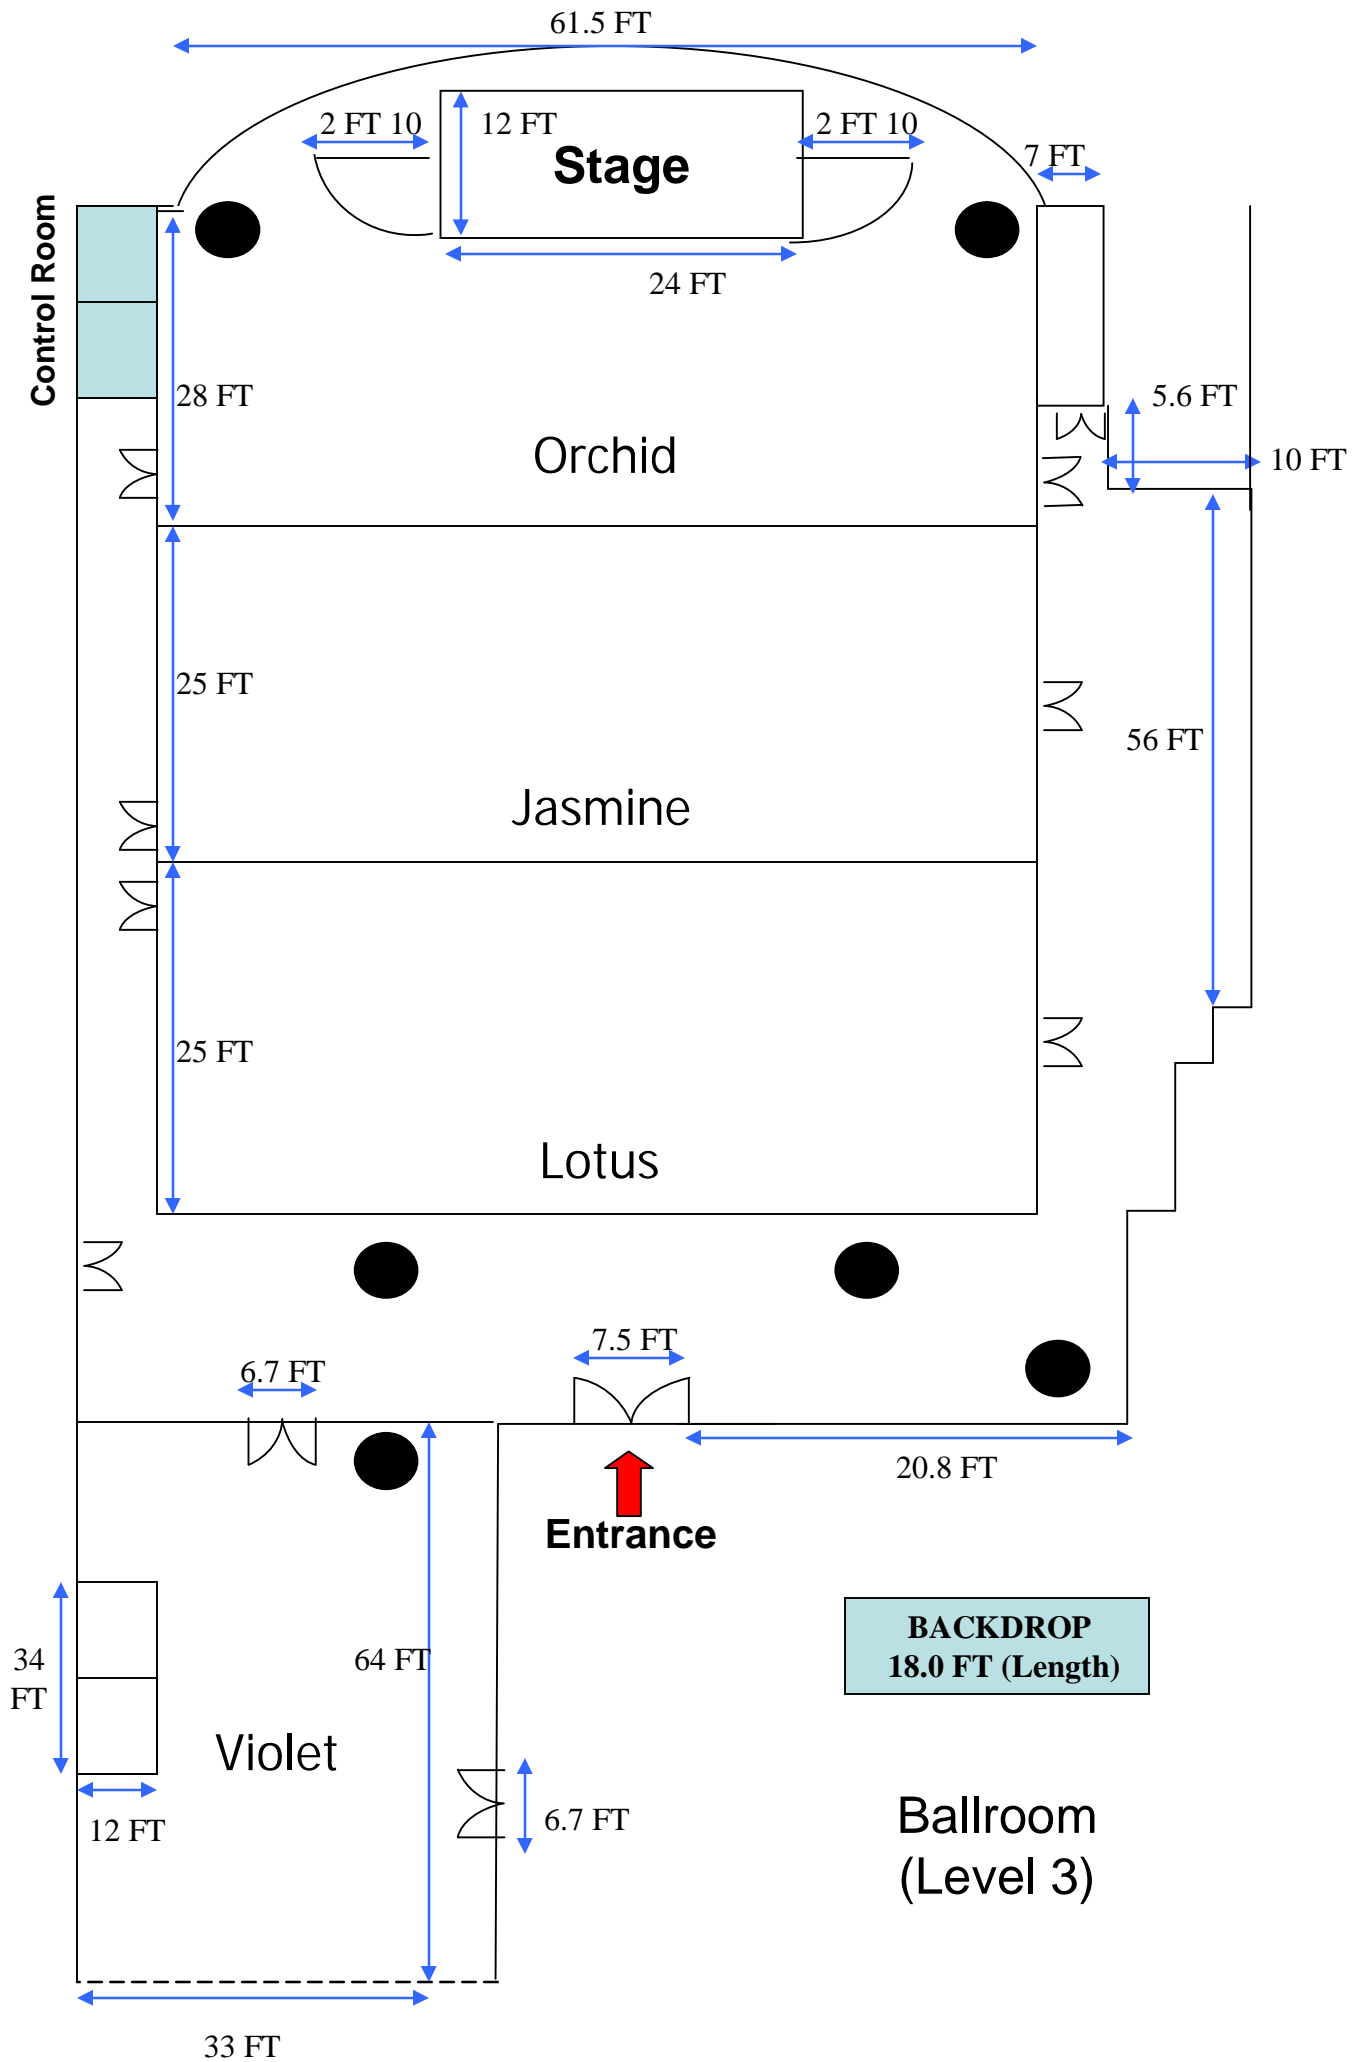 61.5 FT
2 FT 10
12 FT
2 FT 10
Stage
7 FT
Control Room
24 FT
28 FT
5.6 FT
Orchid
10 FT
25 FT
56 FT
Jasmine
25 FT
Lotus
7.5 FT
6.7 FT
20.8 FT
Entrance
BACKDROP
18.0 FT (Length)
34
FT
64 FT
Violet
12 FT
6.7 FT
Ballroom
(Level 3)
33 FT